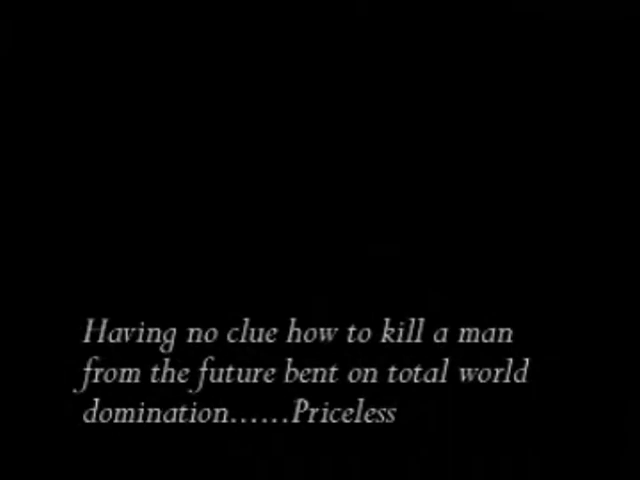 Having no clue how to kill a man
from the future bent on total world
domination......Priceless